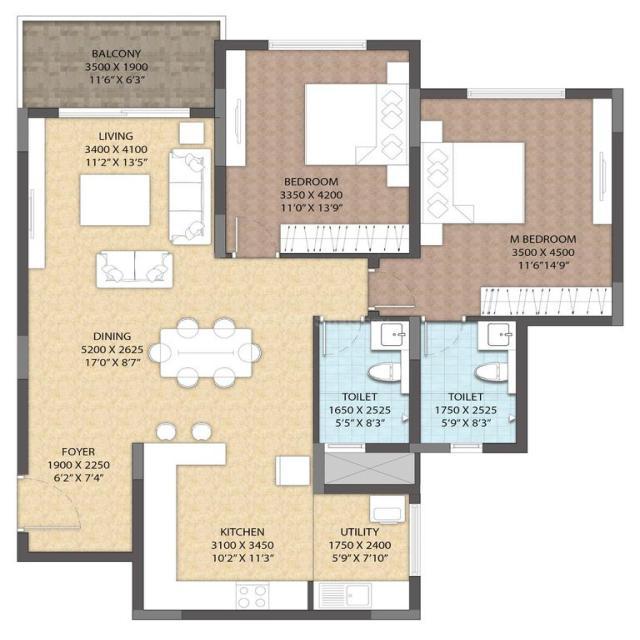 BALCONY
3500 X 1900
11'6" X 6'3"
LIVING
3400 X 4100
11'2" X 13'5"
BEDROOM
3350 X 4200
11'0" X 13'9"
M BEDROOM
3500 X 4500
11'6"14'9"
DINING
5200 X 2625
17'0" X 8'7"
TOILET
1650 X 2525
5'5" X 8'3"
TOILET
1750 X 2525
5'9" X 8'3"
FOYER
1900 X 2250
6'2" X 7'4"
KITCHEN
3100 X 3450
10'2" X 11'3"
UTILITY
1750 X 2400
5'9" X 7'10"